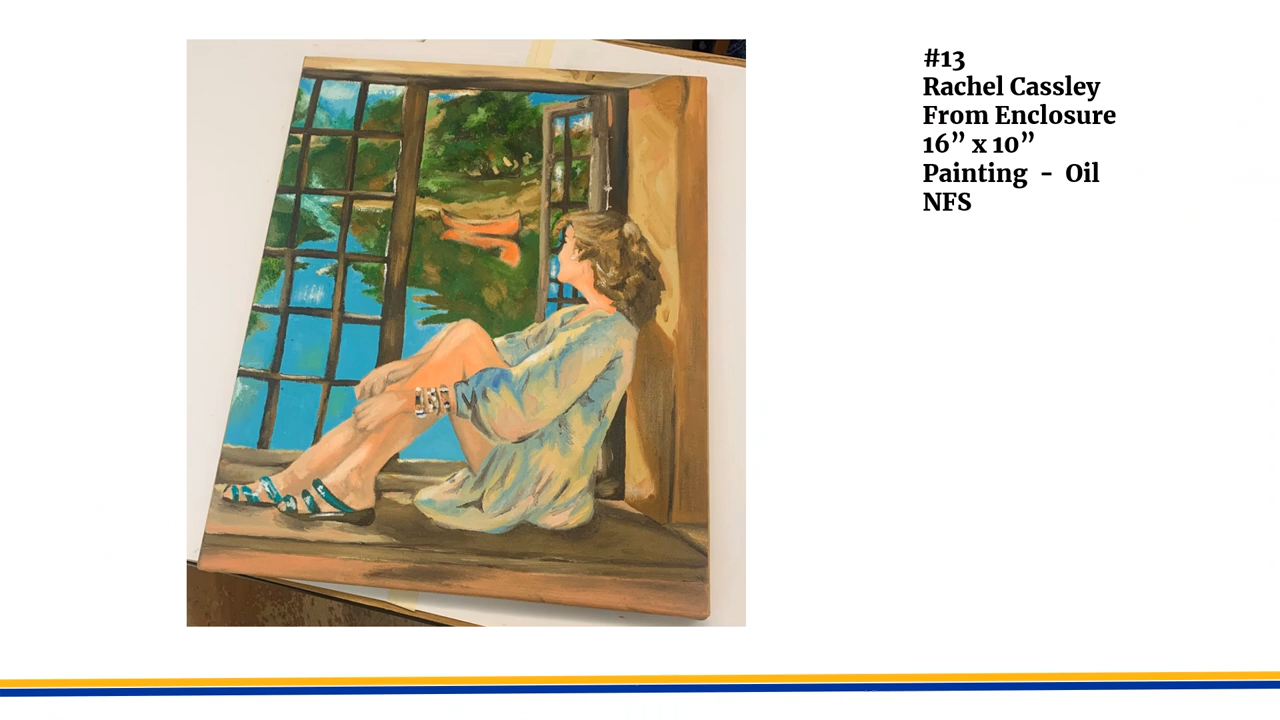 #13
Rachel Cassley
From Enclosure
16” x 10”
Painting - Oil
NFS